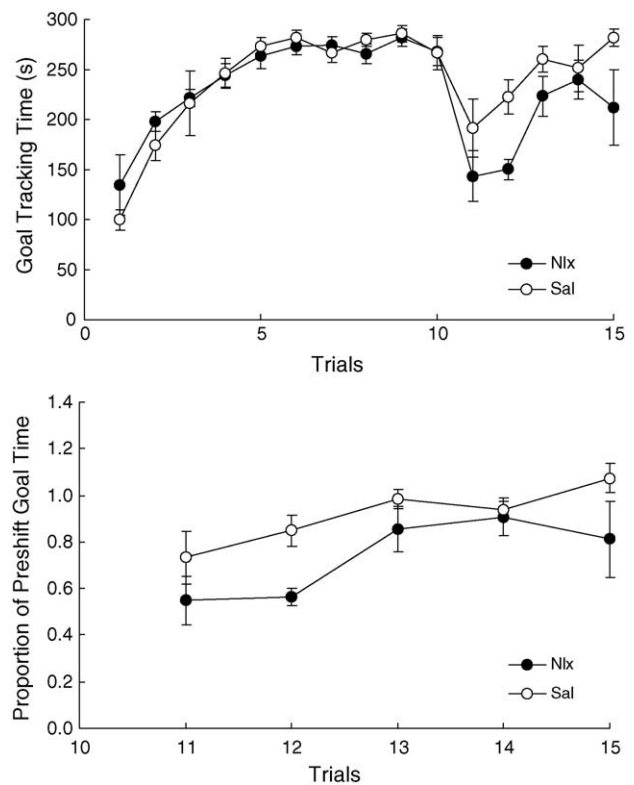 300
250
200
150
100
50
0
Goal Tracking Time (s)
Nlx
Sal
0 5 10 15
Trials
1.4
1.2
1.0
0.8
0.6
0.4
0.2
0.0
Proportion of Preshift Goal Time
Nlx
Sal
10 11 12 13 14 15
Trials